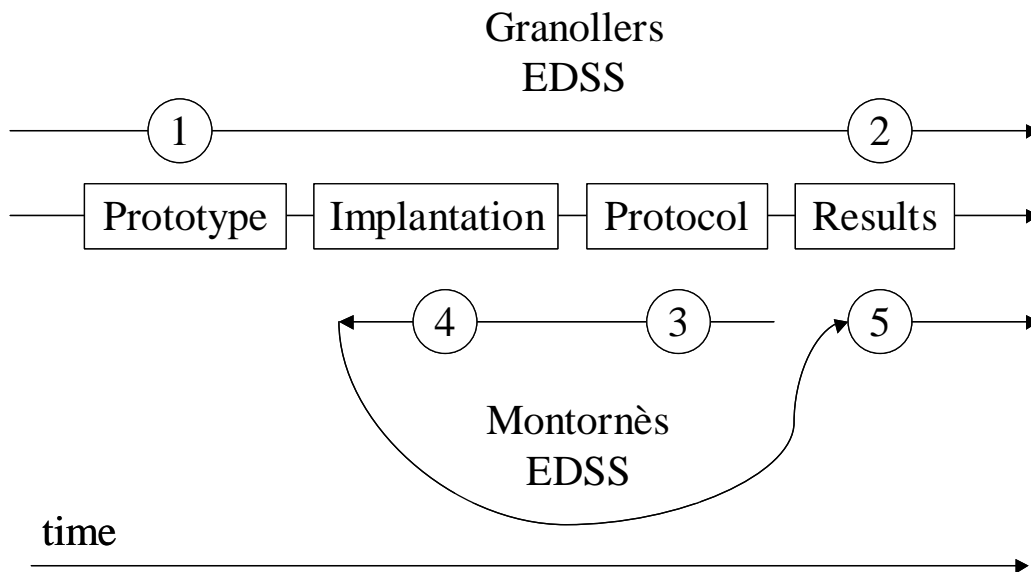 Granollers
EDSS
1 2
Prototype Implantation Protocol Results
4 3 5
Montornès
EDSS
time